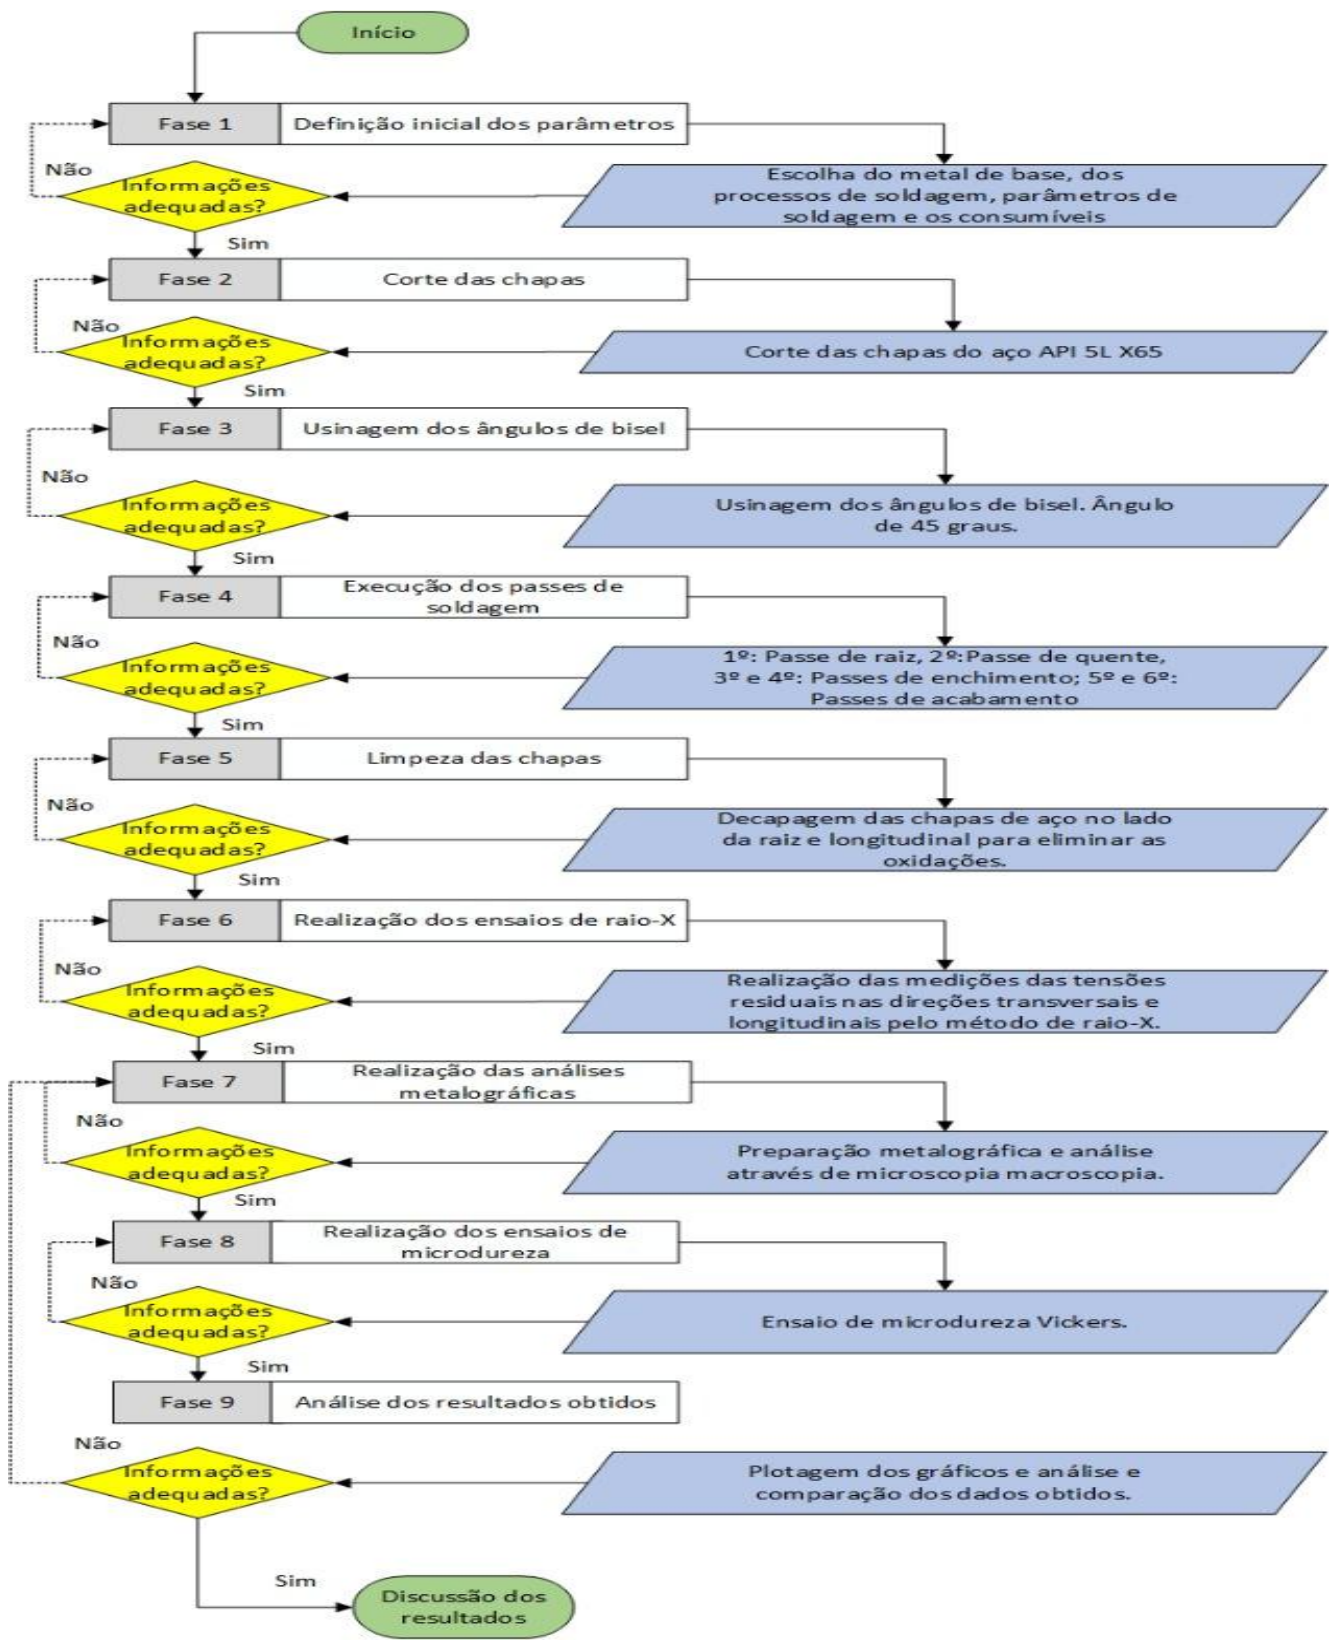 Início
Fase 1
Definição inicial dos parâmetros
Não
Informações
adequadas?
Escolha do metal de base, dos
processos de soldagem, parâmetros de
soldagem e os consumíveis
Sim
Fase 2
Corte das chapas
Não
Informações
adequadas?
Corte das chapas do aço API 5L X65
Sim
Fase 3
Usinagem dos ângulos de bisel
Não
Informações
adequadas?
Usinagem dos ângulos de bisel. Ângulo
de 45 graus.
Sim
Fase 4
Execução dos passes de
soldagem
Não
Informações
adequadas?
1º: Passe de raiz, 2º:Passe de quente,
3º e 4º: Passes de enchimento; 5º e 6º:
Passes de acabamento
Sim
Fase 5
Limpeza das chapas
Não
Informações
adequadas?
Decapagem das chapas de aço no lado
da raiz e longitudinal para eliminar as
oxidações.
Sim
Fase 6
Realização dos ensaios de raio-X
Não
Informações
adequadas?
Realização das medições das tensões
residuais nas direções transversais e
longitudinais pelo método de raio-X.
Sim
Fase 7
Realização das análises
metalográficas
Não
Informações
adequadas?
Preparação metalográfica e análise
através de microscopia macroscopia.
Sim
Fase 8
Realização dos ensaios de
microdureza
Não
Informações
adequadas?
Ensaio de microdureza Vickers.
Sim
Fase 9
Análise dos resultados obtidos
Não
Informações
adequadas?
Plotagem dos gráficos e análise e
comparação dos dados obtidos.
Sim
Discussão dos
resultados